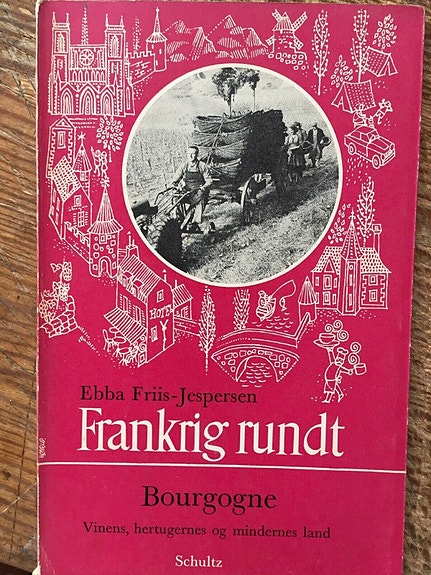 HOTEL
Ebba Friis-Jespersen
Frankrig rundt
Bourgogne
Vinens, hertugernes og mindernes land
Schultz